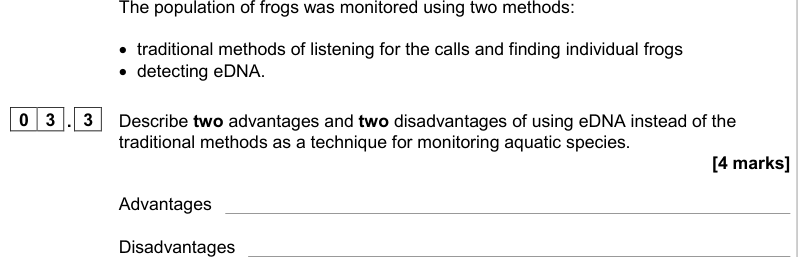 The population of frogs was monitored using two methods:
• traditional methods of listening for the calls and finding individual frogs
• detecting eDNA.
0 3 . 3 Describe two advantages and two disadvantages of using eDNA instead of the
traditional methods as a technique for monitoring aquatic species.
[4 marks]
Advantages
Disadvantages